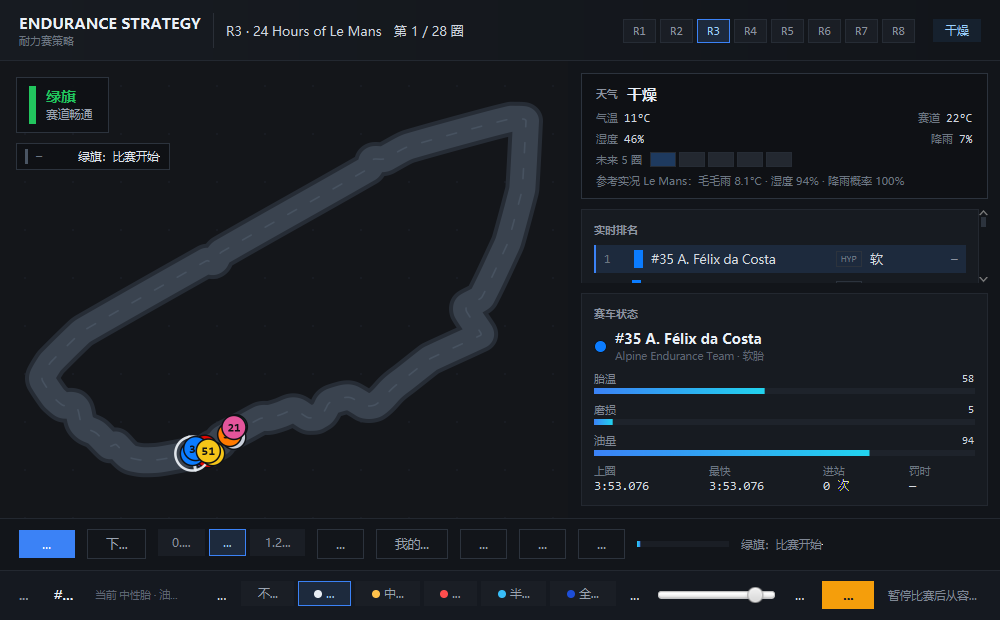 ENDURANCE STRATEGY
耐力赛策略
R3 · 24 Hours of Le Mans 第 1 / 28 圈
R1 R2 R3 R4 R5 R6 R7 R8 干燥
绿旗
赛道畅通
– 绿旗：比赛开始
天气 干燥
气温 11°C 赛道 22°C
湿度 46% 降雨 7%
未来 5 圈
参考实况 Le Mans：毛毛雨 8.1°C · 湿度 94% · 降雨概率 100%
实时排名
1 #35 A. Félix da Costa HYP 软 –
赛车状态
#35 A. Félix da Costa
Alpine Endurance Team · 软胎
胎温 58
磨损 5
油量 94
上圈 最快 进站 罚时
3:53.076 3:53.076 0 次 –
21
3
51
... 下... 0.... ... 1.2... ... 我的... ... ... ... 绿旗：比赛开始
... #... 当前 中性胎 · 油... ... 不... ... 中... ... 半... 全... ... ... ... 暂停比赛后从容...